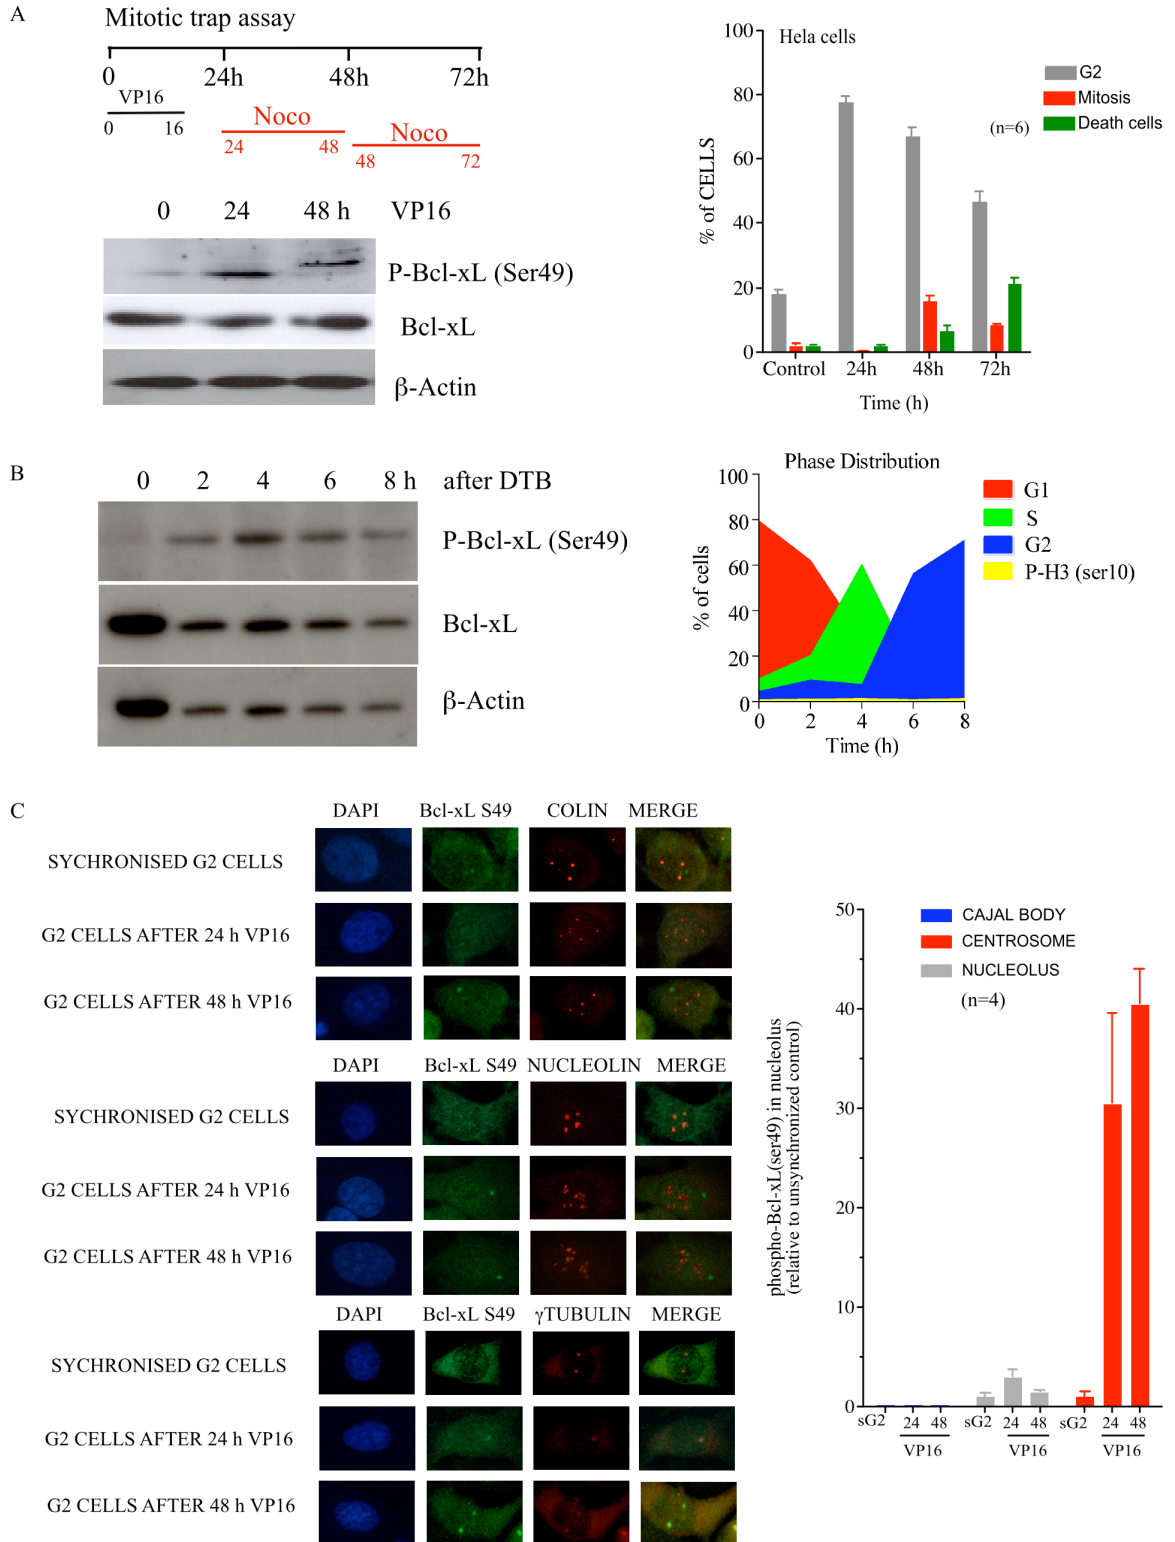 A
Mitotic trap assay
0 24h 48h 72h
VP16
0 16
Noco
24 48
Noco
48 72
0 24 48 h VP16
P-Bcl-xL (Ser49)
Bcl-xL
β-Actin
Hela cells
100
80
60
40
20
0
% of CELLS
G2
Mitosis
Death cells
(n=6)
Control 24h 48h 72h
Time (h)
B
0 2 4 6 8 h after DTB
P-Bcl-xL (Ser49)
Bcl-xL
β-Actin
Phase Distribution
100
80
60
40
20
0
% of cells
0 2 4 6 8
Time (h)
G1
S
G2
P-H3 (ser10)
C
DAPI Bcl-xL S49 COLIN MERGE
SYCHRONISED G2 CELLS
G2 CELLS AFTER 24 h VP16
G2 CELLS AFTER 48 h VP16
DAPI Bcl-xL S49 NUCLEOLIN MERGE
SYCHRONISED G2 CELLS
G2 CELLS AFTER 24 h VP16
G2 CELLS AFTER 48 h VP16
DAPI Bcl-xL S49 γTUBULIN MERGE
SYCHRONISED G2 CELLS
G2 CELLS AFTER 24 h VP16
G2 CELLS AFTER 48 h VP16
50
40
30
20
10
0
phospho-Bcl-xL(ser49) in nucleolus
(relative to unsynchronized control)
CAJAL BODY
CENTROSOME
NUCLEOLUS
(n=4)
sG2 24 48 sG2 24 48 sG2 24 48
VP16 VP16 VP16